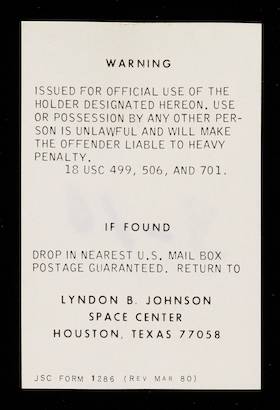 WARNING
ISSUED FOR OFFICIAL USE OF THE
HOLDER DESIGNATED HEREON. USE
OR POSSESSION BY ANY OTHER PER-
SON IS UNLAWFUL AND WILL MAKE
THE OFFENDER LIABLE TO HEAVY
PENALTY.
18 USC 499, 506, AND 701.
IF FOUND
DROP IN NEAREST U.S. MAIL BOX
POSTAGE GUARANTEED. RETURN TO
LYNDON B. JOHNSON
SPACE CENTER
HOUSTON, TEXAS 77058
JSC FORM 1286 (REV MAR 80)